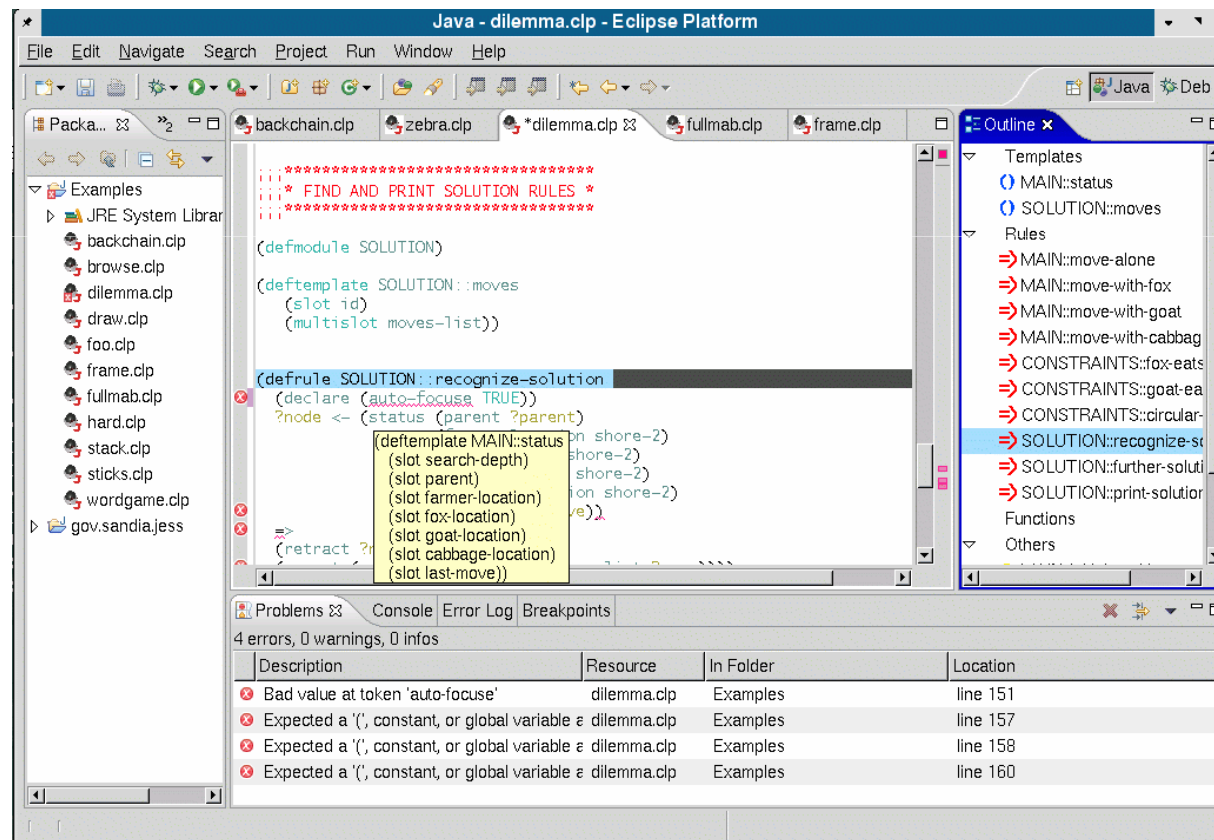 Java - dilemma.clp - Eclipse Platform
File Edit Navigate Search Project Run Window Help
Java Deb
Packa... »2
backchain.clp zebra.clp *dilemma.clp fullmab.clp frame.clp
Outline
Examples
JRE System Librar
backchain.clp
browse.clp
dilemma.clp
draw.clp
foo.clp
frame.clp
fullmab.clp
hard.clp
stack.clp
sticks.clp
wordgame.clp
gov.sandia.jess
;;;*********************************
;;;* FIND AND PRINT SOLUTION RULES *
;;;*********************************
(defmodule SOLUTION)
(deftemplate SOLUTION::moves
(slot id)
(multislot moves-list))
(defrule SOLUTION::recognize-solution
(declare (auto-focuse TRUE))
?node <- (status (parent ?parent)
on shore-2)
shore-2)
shore-2)
ion shore-2)
ve))
=>
(retract ?
(deftemplate MAIN::status
(slot search-depth)
(slot parent)
(slot farmer-location)
(slot fox-location)
(slot goat-location)
(slot cabbage-location)
(slot last-move))
Templates
MAIN::status
SOLUTION::moves
Rules
MAIN::move-alone
MAIN::move-with-fox
MAIN::move-with-goat
MAIN::move-with-cabbag
CONSTRAINTS::fox-eats
CONSTRAINTS::goat-ea
CONSTRAINTS::circular-
SOLUTION::recognize-so
SOLUTION::further-soluti
SOLUTION::print-solution
Functions
Others
Problems Console Error Log Breakpoints
4 errors, 0 warnings, 0 infos
Description Resource In Folder Location
Bad value at token 'auto-focuse' dilemma.clp Examples line 151
Expected a '(', constant, or global variable a dilemma.clp Examples line 157
Expected a '(', constant, or global variable a dilemma.clp Examples line 158
Expected a '(', constant, or global variable a dilemma.clp Examples line 160